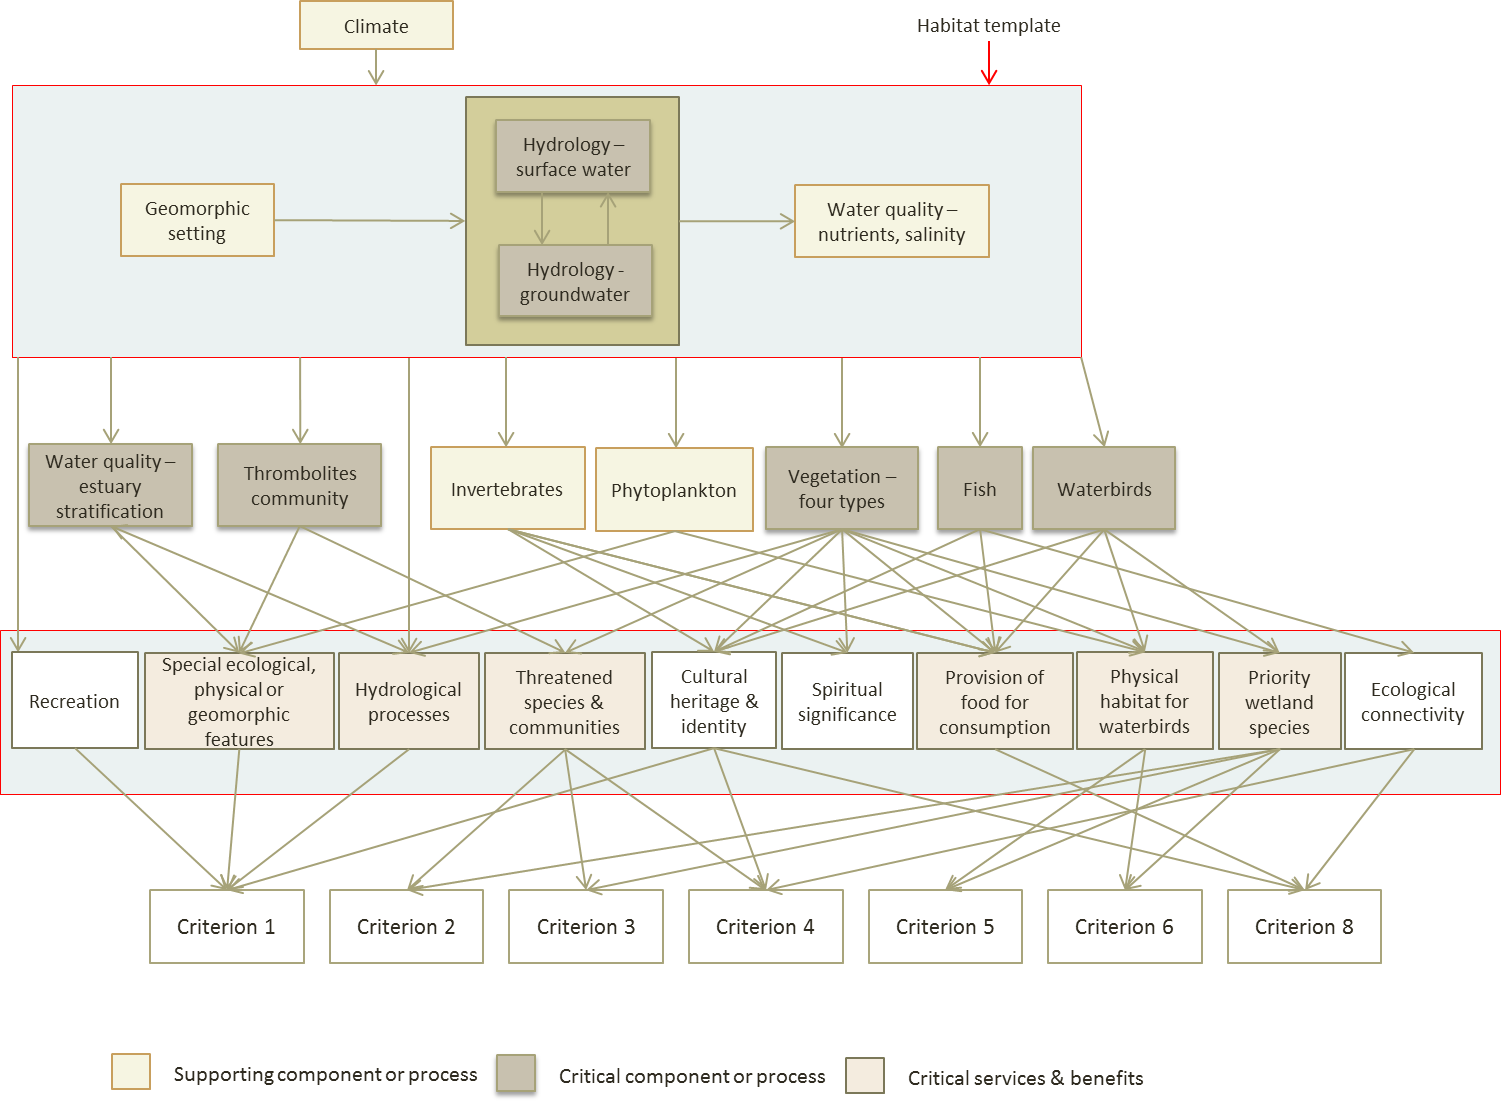 Climate
Habitat template
Hydrology –
surface water
Geomorphic
setting
Water quality –
nutrients, salinity
Hydrology -
groundwater
Water quality –
estuary
stratification
Thrombolites
community
Invertebrates
Phytoplankton
Vegetation –
four types
Fish
Waterbirds
Recreation
Special ecological,
physical or
geomorphic
features
Hydrological
processes
Threatened
species &
communities
Cultural
heritage &
identity
Spiritual
significance
Provision of
food for
consumption
Physical
habitat for
waterbirds
Priority
wetland
species
Ecological
connectivity
Criterion 1
Criterion 2
Criterion 3
Criterion 4
Criterion 5
Criterion 6
Criterion 8
Supporting component or process
Critical component or process
Critical services & benefits